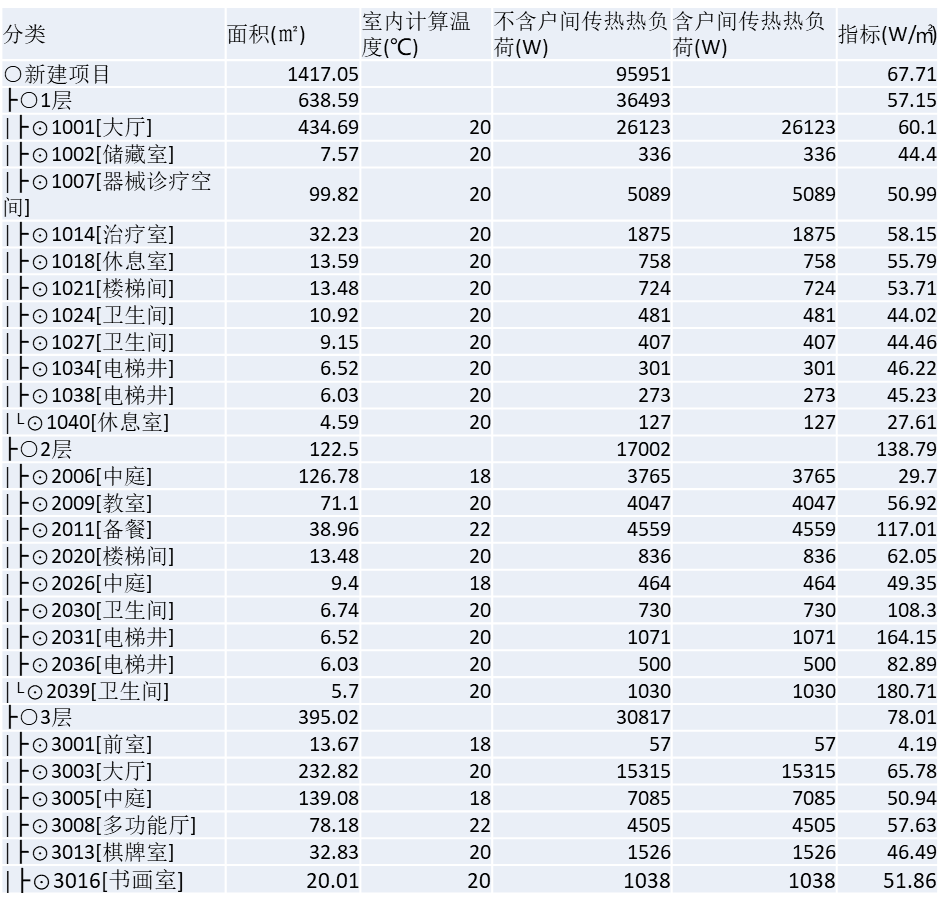 分类 面积(㎡) 室内计算温度(℃) 不含户间传热热负荷(W) 含户间传热热负荷(W) 指标(W/㎡)
○新建项目 1417.05 95951 67.71
├○1层 638.59 36493 57.15
|├⊙1001[大厅] 434.69 20 26123 26123 60.1
|├⊙1002[储藏室] 7.57 20 336 336 44.4
|├⊙1007[器械诊疗空间] 99.82 20 5089 5089 50.99
|├⊙1014[治疗室] 32.23 20 1875 1875 58.15
|├⊙1018[休息室] 13.59 20 758 758 55.79
|├⊙1021[楼梯间] 13.48 20 724 724 53.71
|├⊙1024[卫生间] 10.92 20 481 481 44.02
|├⊙1027[卫生间] 9.15 20 407 407 44.46
|├⊙1034[电梯井] 6.52 20 301 301 46.22
|├⊙1038[电梯井] 6.03 20 273 273 45.23
|└⊙1040[休息室] 4.59 20 127 127 27.61
├○2层 122.5 17002 138.79
|├⊙2006[中庭] 126.78 18 3765 3765 29.7
|├⊙2009[教室] 71.1 20 4047 4047 56.92
|├⊙2011[备餐] 38.96 22 4559 4559 117.01
|├⊙2020[楼梯间] 13.48 20 836 836 62.05
|├⊙2026[中庭] 9.4 18 464 464 49.35
|├⊙2030[卫生间] 6.74 20 730 730 108.3
|├⊙2031[电梯井] 6.52 20 1071 1071 164.15
|├⊙2036[电梯井] 6.03 20 500 500 82.89
|└⊙2039[卫生间] 5.7 20 1030 1030 180.71
├○3层 395.02 30817 78.01
|├⊙3001[前室] 13.67 18 57 57 4.19
|├⊙3003[大厅] 232.82 20 15315 15315 65.78
|├⊙3005[中庭] 139.08 18 7085 7085 50.94
|├⊙3008[多功能厅] 78.18 22 4505 4505 57.63
|├⊙3013[棋牌室] 32.83 20 1526 1526 46.49
|├⊙3016[书画室] 20.01 20 1038 1038 51.86